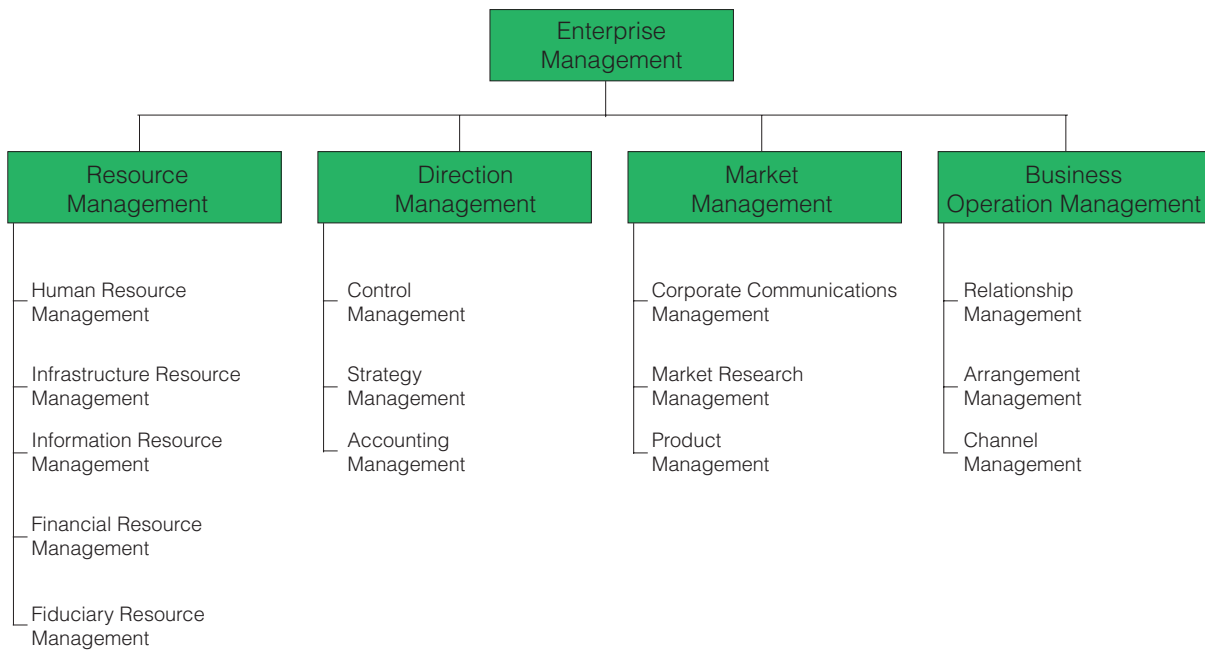 Enterprise
Management
Resource
Management
Direction
Management
Market
Management
Business
Operation Management
Human Resource
Management
Infrastructure Resource
Management
Information Resource
Management
Financial Resource
Management
Fiduciary Resource
Management
Control
Management
Strategy
Management
Accounting
Management
Corporate Communications
Management
Market Research
Management
Product
Management
Relationship
Management
Arrangement
Management
Channel
Management